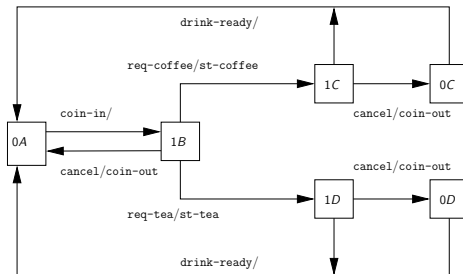 drink-ready/
req-coffee/st-coffee
1C
0C
coin-in/
cancel/coin-out
0A
1B
cancel/coin-out
cancel/coin-out
1D
0D
req-tea/st-tea
drink-ready/